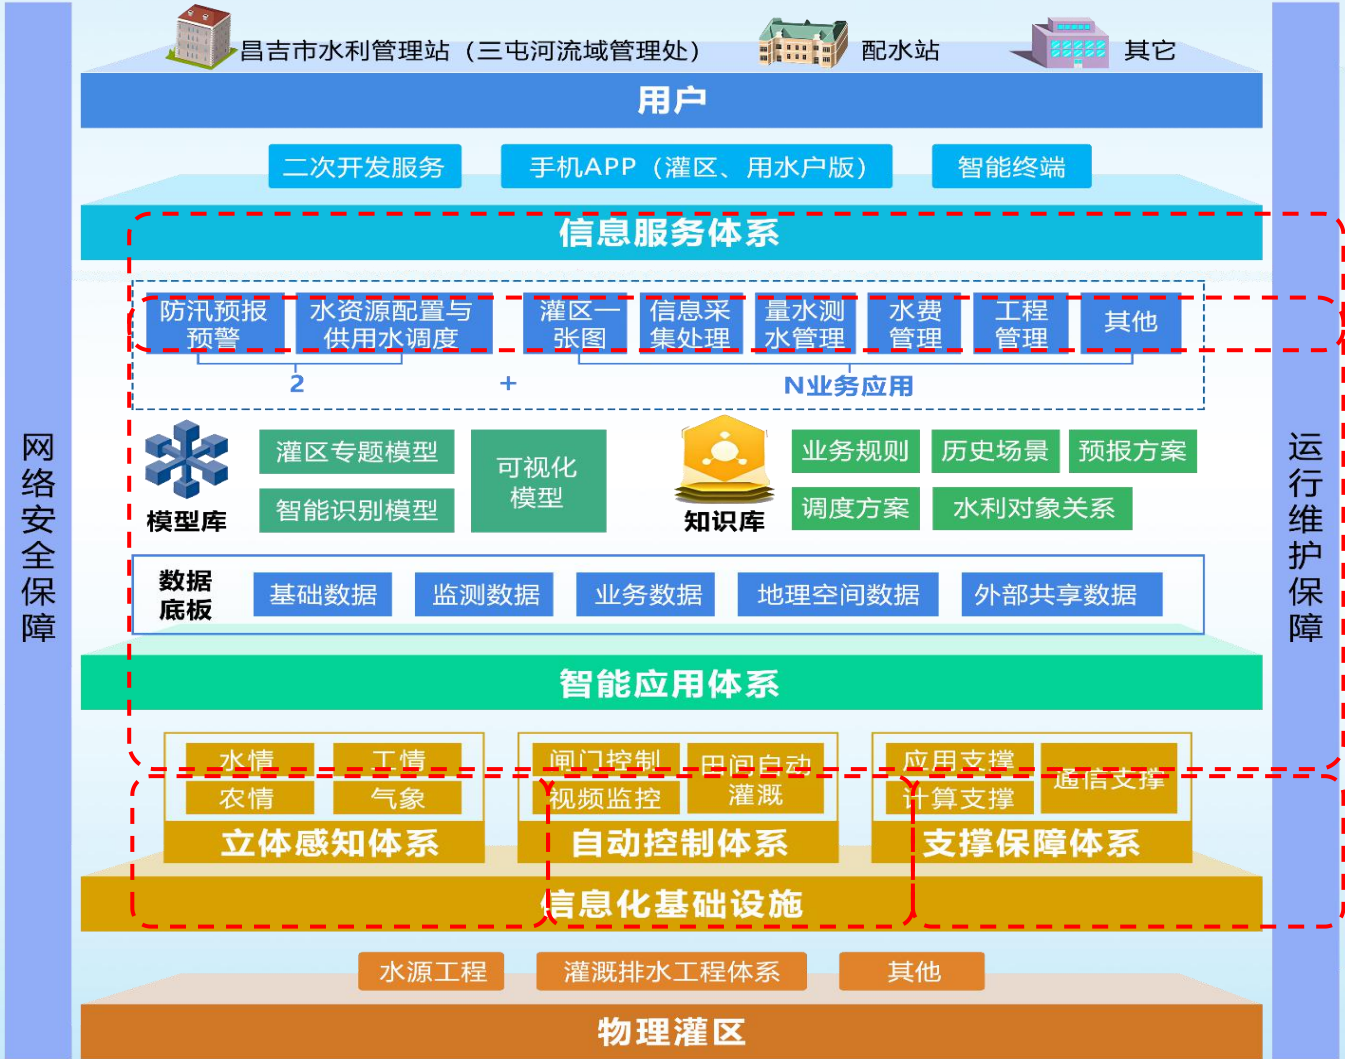 昌吉市水利管理站（三屯河流域管理处）
配水站
其它
用户
二次开发服务
手机APP（灌区、用水户版）
智能终端
信息服务体系
防汛预报
预警
水资源配置与
供用水调度
灌区一
张图
信息采
集处理
量水测
水管理
水费
管理
工程
管理
其他
2
+
N业务应用
模型库
灌区专题模型
智能识别模型
可视化
模型
知识库
业务规则
历史场景
预报方案
调度方案
水利对象关系
数据
底板
基础数据
监测数据
业务数据
地理空间数据
外部共享数据
智能应用体系
水情
工情
农情
气象
立体感知体系
闸门控制
视频监控
田间自动
灌溉
自动控制体系
应用支撑
计算支撑
通信支撑
支撑保障体系
信息化基础设施
水源工程
灌溉排水工程体系
其他
物理灌区
网络安全保障
运行维护保障